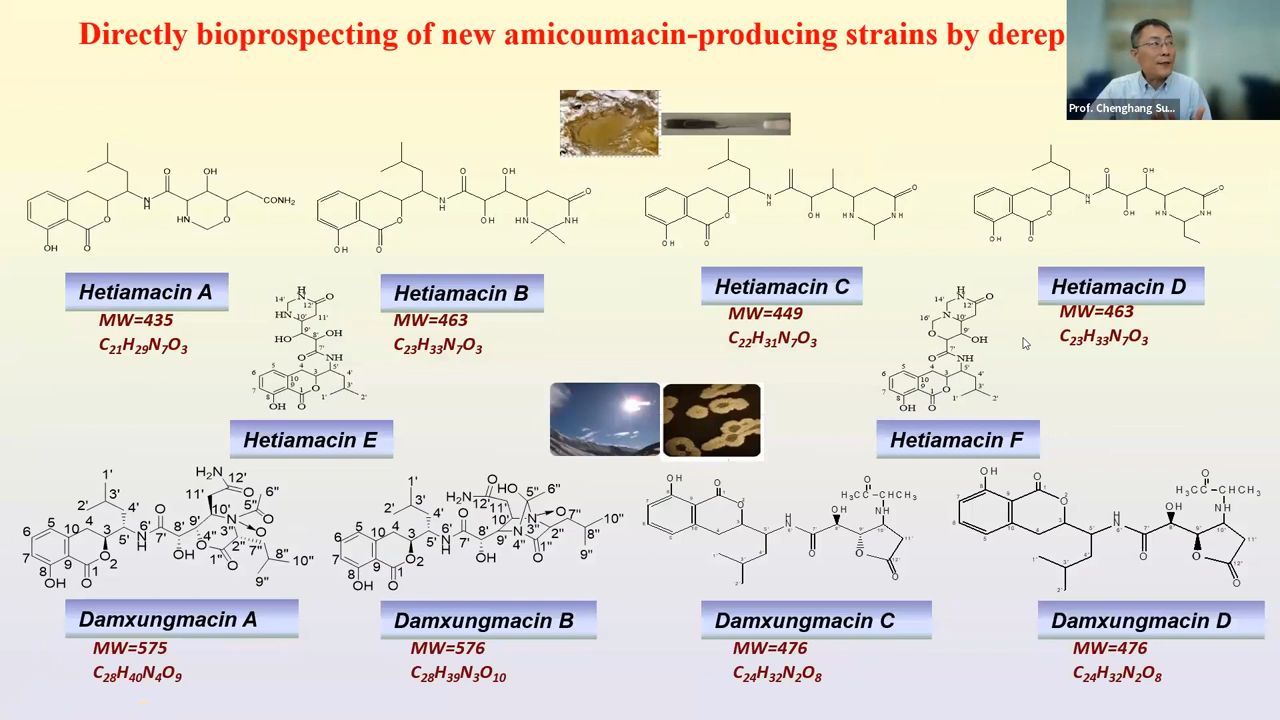 Directly bioprospecting of new amicoumacin-producing strains by derep
Prof. Chenghang Su...
Hetiamacin A
MW=435
C21H29N7O3
Hetiamacin B
MW=463
C23H33N7O3
Hetiamacin C
MW=449
C22H31N7O3
Hetiamacin D
MW=463
C23H33N7O3
Hetiamacin E
Hetiamacin F
Damxungmacin A
MW=575
C28H40N4O9
Damxungmacin B
MW=576
C28H39N3O10
Damxungmacin C
MW=476
C24H32N2O8
Damxungmacin D
MW=476
C24H32N2O8